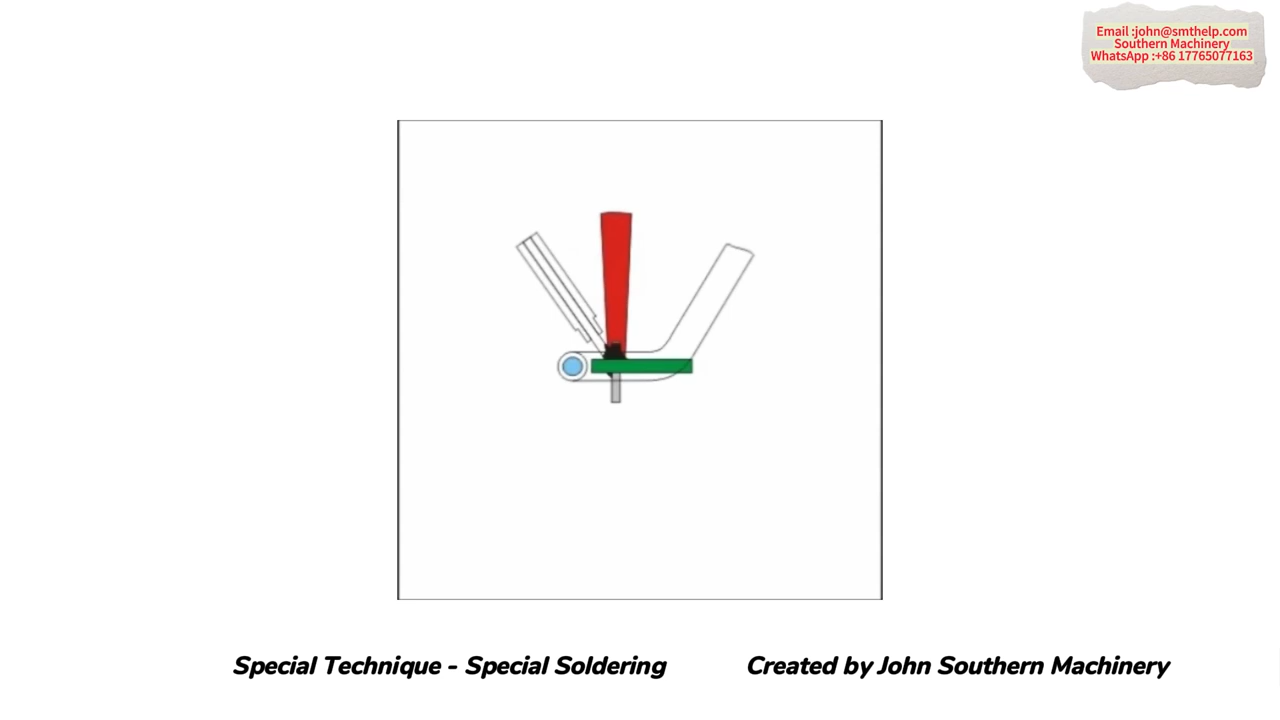 Email :john@smthelp.com
Southern Machinery
WhatsApp :+86 17765077163
Special Technique - Special Soldering
Created by John Southern Machinery